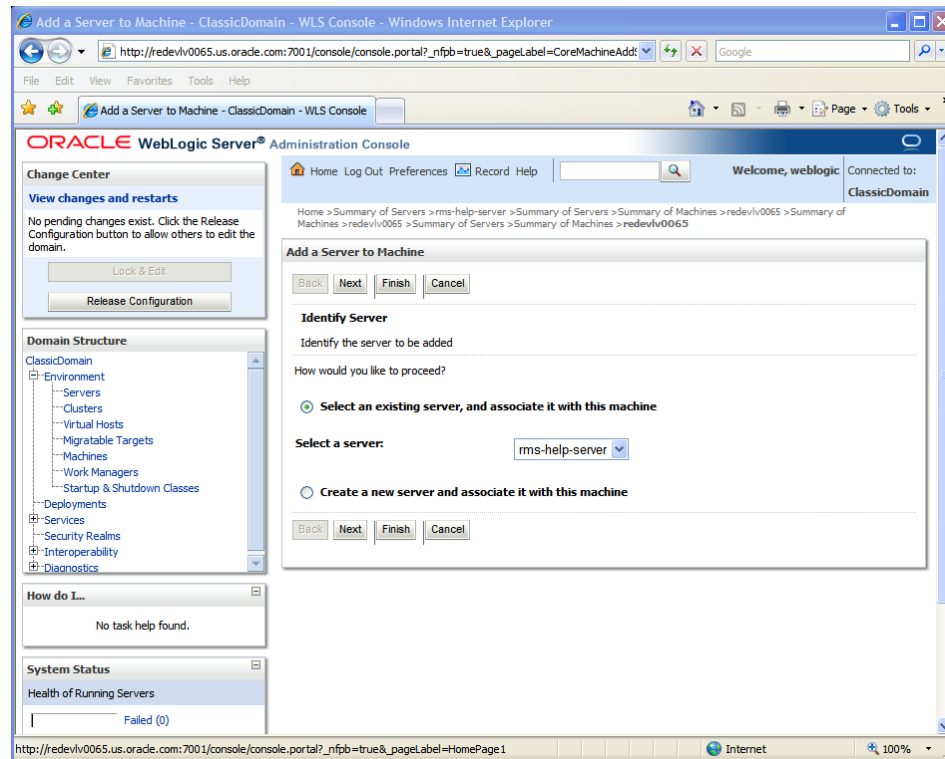 Add a Server to Machine - ClassicDomain - WLS Console - Windows Internet Explorer
http://redevlv0065.us.oracle.com:7001/console/console.portal?_nfpb=true&_pageLabel=CoreMachineAddS
Google
File Edit View Favorites Tools Help
Add a Server to Machine - ClassicDomain - WLS Console
Page Tools
ORACLE WebLogic Server® Administration Console
Change Center
View changes and restarts
No pending changes exist. Click the Release
Configuration button to allow others to edit the
domain.
Lock & Edit
Release Configuration
Domain Structure
ClassicDomain
Environment
Servers
Clusters
Virtual Hosts
Migratable Targets
Machines
Work Managers
Startup & Shutdown Classes
Deployments
Services
Security Realms
Interoperability
Diagnostics
How do I...
No task help found.
System Status
Health of Running Servers
Failed (0)
Home Log Out Preferences Record Help
Welcome, weblogic
Connected to:
ClassicDomain
Home >Summary of Servers >rms-help-server >Summary of Servers >Summary of Machines >redevlv0065 >Summary of
Machines >redevlv0065 >Summary of Servers >Summary of Machines >redevlv0065
Add a Server to Machine
Back Next Finish Cancel
Identify Server
Identify the server to be added
How would you like to proceed?
Select an existing server, and associate it with this machine
Select a server: rms-help-server
Create a new server and associate it with this machine
Back Next Finish Cancel
http://redevlv0065.us.oracle.com:7001/console/console.portal?_nfpb=true&_pageLabel=HomePage1
Internet
100%